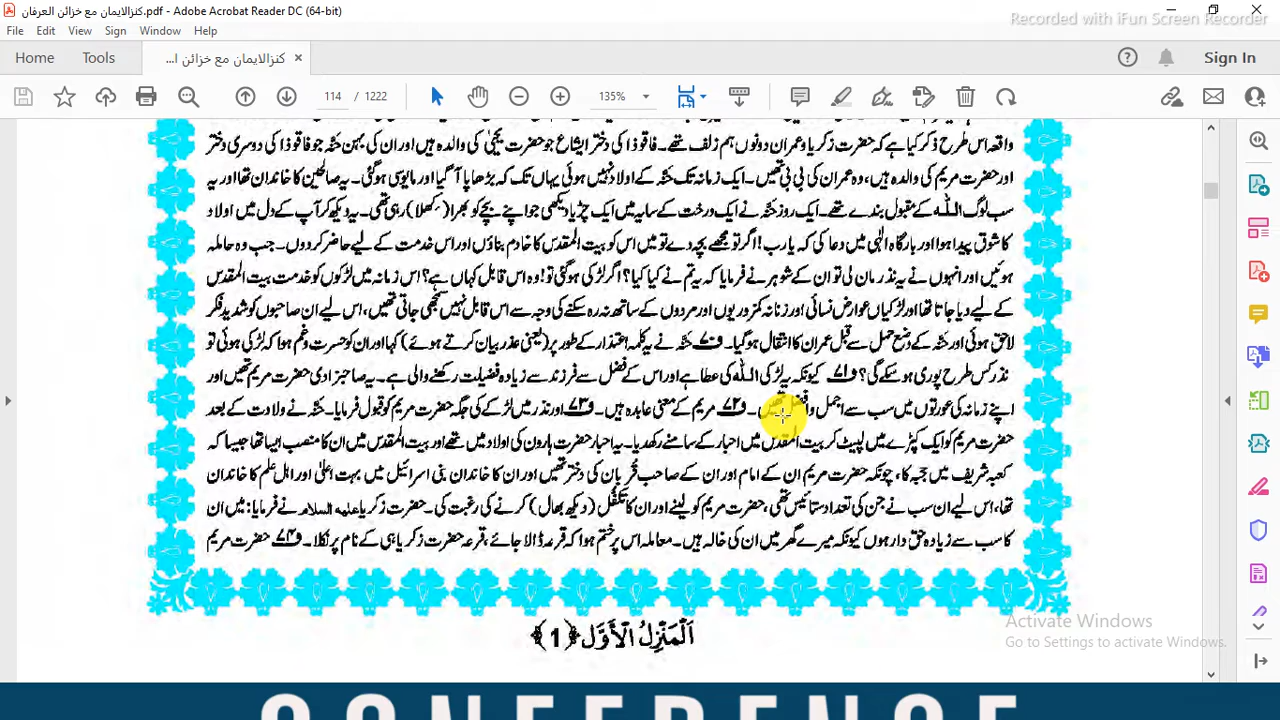 کنزالایمان مع خزائن العرفان.pdf - Adobe Acrobat Reader DC (64-bit)
Recorded with iFun Screen Recorder
File Edit View Sign Window Help
Home Tools کنزالایمان مع خزائن ا... × Sign In
114 / 1222 135%
واقعہ اس طرح ذکر کیا ہے کہ حضرت زکریا و عمران دونوں ہم زلف تھے۔ فاقوذا کی دختر ایشاع جو حضرت یحییٰ کی والدہ ہیں اور ان کی بہن حَنّہ جو فاقوذا کی دوسری دختر
اور حضرت مریم کی والدہ ہیں، وہ عمران کی بی بی تھیں۔ ایک زمانہ تک حَنّہ کے اولاد نہیں ہوئی یہاں تک کہ بڑھاپا آگیا اور مایوسی ہوگئی۔ یہ صالحین کا خاندان تھا اور یہ
سب لوگ اللہ کے مقبول بندے تھے۔ ایک روز حَنّہ نے ایک درخت کے سایہ میں ایک چڑیا دیکھی جو اپنے بچے کو بھرا (کھلا) رہی تھی۔ یہ دیکھ کر آپ کے دل میں اولاد
کا شوق پیدا ہوا اور بارگاہ الٰہی میں دعا کی کہ یارب! اگر تو مجھے بچہ دے تو میں اس کو بیت المقدس کا خادم بناؤں اور اس خدمت کے لیے حاضر کردوں۔ جب وہ حاملہ
ہوئیں اور انہوں نے یہ نذر مان لی تو ان کے شوہر نے فرمایا کہ یہ تم نے کیا کیا؟ اگر لڑکی ہوگئی تو! وہ اس قابل کہاں ہے؟ اس زمانہ میں لڑکوں کو خدمت بیت المقدس
کے لیے دیا جاتا تھا اور لڑکیاں عوارض نسائی اور زنانہ کمزوریوں اور مردوں کے ساتھ نہ رہ سکنے کی وجہ سے اس قابل نہیں سمجھی جاتی تھیں، اس لیے ان صاحبوں کو شدید فکر
لاحق ہوئی اور حَنّہ کے وضع حمل سے قبل عمران کا انتقال ہوگیا۔ ف۷۰ حَنّہ نے یہ کلمہ اعتذار کے طور پر (یعنی عذر بیان کرتے ہوئے) کہا اور ان کو حسرت و غم ہوا کہ لڑکی ہوئی تو
نذر کس طرح پوری ہوسکے گی؟ ف۷۱ کیونکہ یہ لڑکی اللہ کی عطا ہے اور اس کے فضل سے فرزند سے زیادہ فضیلت رکھنے والی ہے۔ یہ صاحبزادی حضرت مریم تھیں اور
اپنے زمانہ کی عورتوں میں سب سے اجمل و افضل تھیں۔ ف۷۲ مریم کے معنی عابدہ ہیں۔ ف۷۳ اور نذر میں لڑکے کی جگہ حضرت مریم کو قبول فرمایا۔ حَنّہ نے ولادت کے بعد
حضرت مریم کو ایک کپڑے میں لپیٹ کر بیت المقدس میں احبار کے سامنے رکھ دیا۔ یہ احبار حضرت ہارون کی اولاد میں تھے اور بیت المقدس میں ان کا منصب ایسا تھا جیسا کہ
کعبہ شریف میں حَجَبہ کا، چونکہ حضرت مریم ان کے امام اور ان کے صاحب قُربان کی دختر تھیں اور ان کا خاندان بنی اسرائیل میں بہت اعلیٰ اور اہل علم کا خاندان
تھا، اس لیے ان سب نے جن کی تعداد ستائیس تھی، حضرت مریم کو لینے اور ان کا تَکَفُّل (دیکھ بھال) کرنے کی رغبت کی۔ حضرت زکریا علیہ السلام نے فرمایا: میں ان
کا سب سے زیادہ حق دار ہوں کیونکہ میرے گھر میں ان کی خالہ ہیں۔ معاملہ اس پر ختم ہوا کہ قرعہ ڈالا جائے، قرعہ حضرت زکریا ہی کے نام پر نکلا۔ ف۷۴ حضرت مریم
اَلْمَنْزِلُ الْاَوَّل ﴿1﴾
Activate Windows
Go to Settings to activate Windows.
CONFERENCE